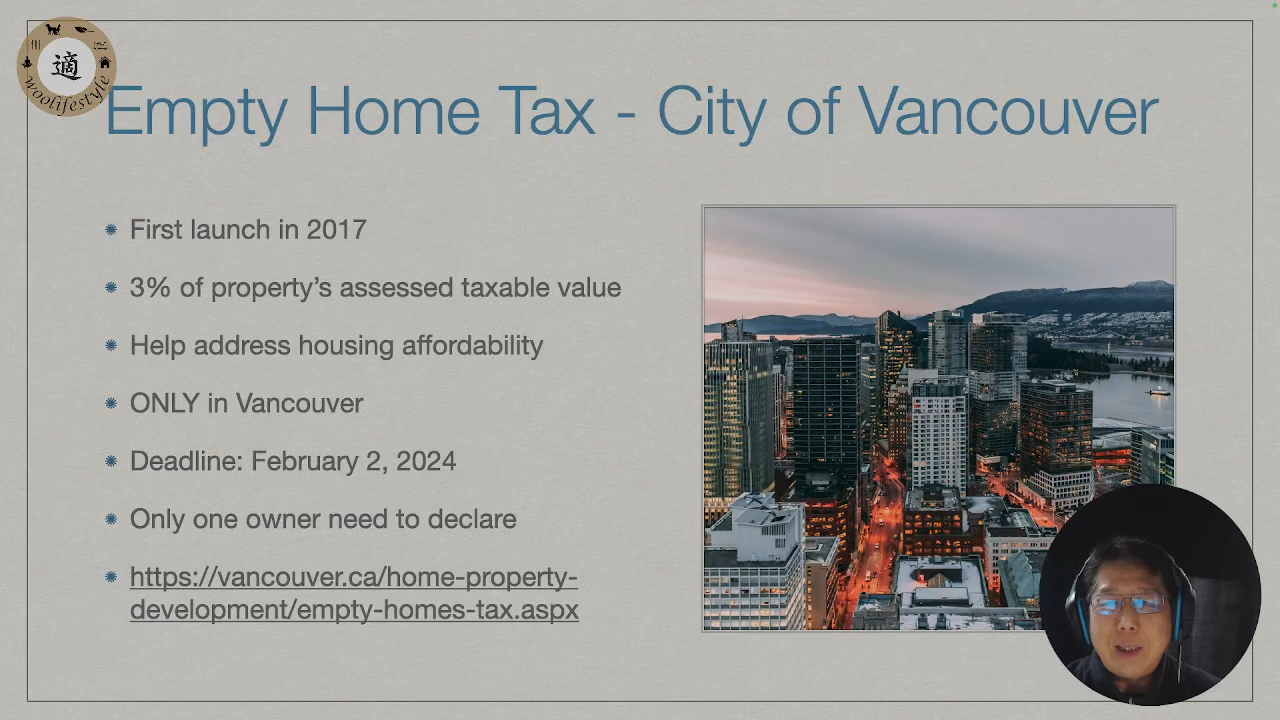 適
woolifestyle
Empty Home Tax - City of Vancouver
First launch in 2017
3% of property’s assessed taxable value
Help address housing affordability
ONLY in Vancouver
Deadline: February 2, 2024
Only one owner need to declare
https://vancouver.ca/home-property-
development/empty-homes-tax.aspx